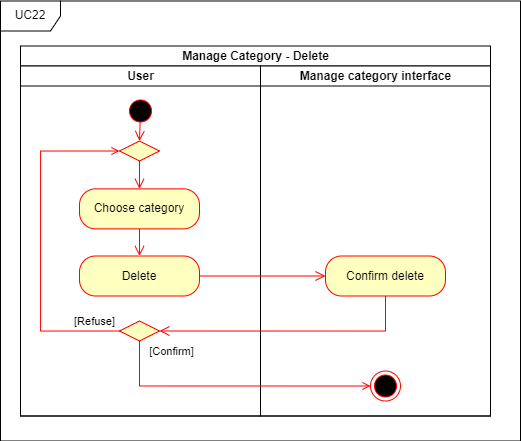 UC22
Manage Category - Delete
User
Manage category interface
Choose category
Delete
Confirm delete
[Refuse]
[Confirm]